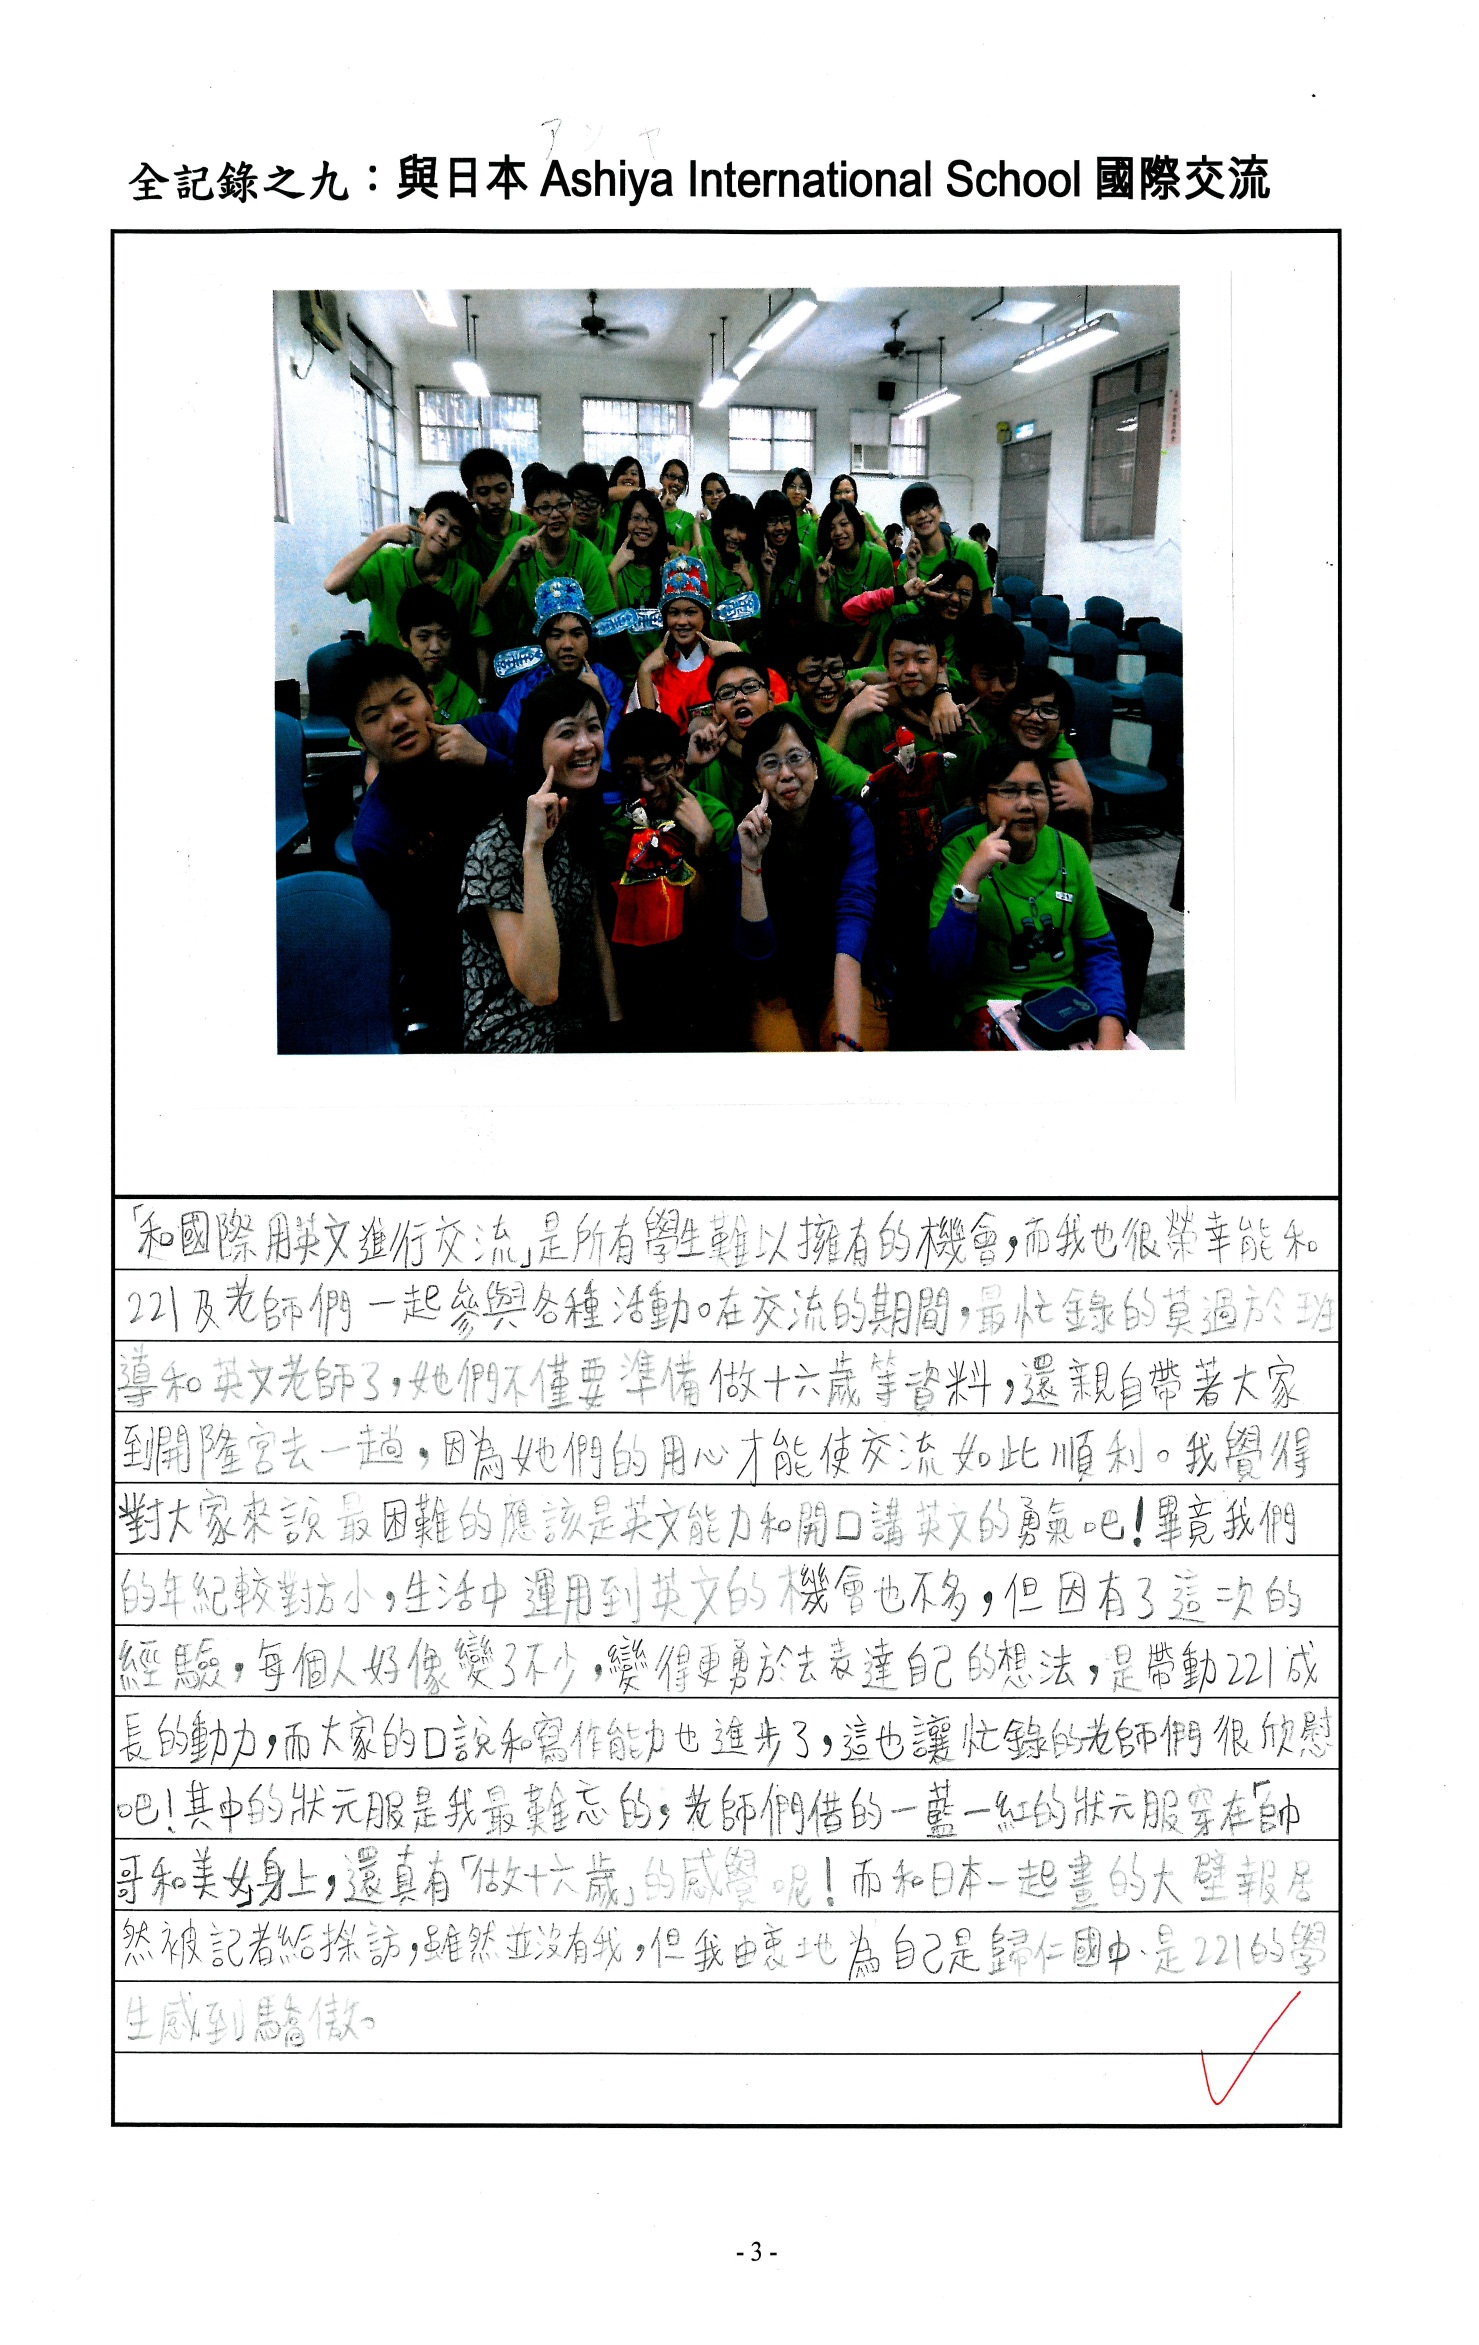 アシヤ
全記錄之九：與日本 Ashiya International School 國際交流
「和國際用英文進行交流」是所有學生難以擁有的機會，而我也很榮幸能和
221及老師們一起參與各種活動。在交流的期間，最忙錄的莫過於班
導和英文老師了，她們不僅要準備做十六歲等資料，還親自帶著大家
到開隆宮去一趟，因為她們的用心才能使交流如此順利。我覺得
對大家來說最困難的應該是英文能力和開口講英文的勇氣吧！畢竟我們
的年紀較對方小，生活中運用到英文的機會也不多，但因有了這次的
經驗，每個人好像變了不少，變得更勇於去表達自己的想法，是帶動221成
長的動力，而大家的口說和寫作能力也進步了，這也讓忙錄的老師們很欣慰
吧！其中的狀元服是我最難忘的，老師們借的一藍一紅的狀元服穿在「帥
哥和美女」身上，還真有「做十六歲」的感覺呢！而和日本一起畫的大壁報居
然被記者給採訪，雖然並沒有我，但我由衷地為自己是歸仁國中、是221的學
生感到驕傲。
- 3 -